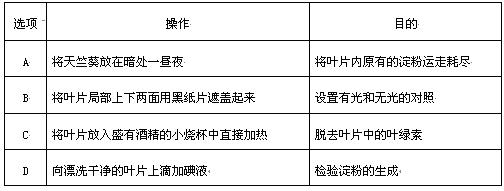 选项 操作 目的
A 将天竺葵放在暗处一昼夜 将叶片内原有的淀粉运走耗尽
B 将叶片局部上下两面用黑纸片遮盖起来 设置有光和无光的对照
C 将叶片放入盛有酒精的小烧杯中直接加热 脱去叶片中的叶绿素
D 向漂洗干净的叶片上滴加碘液 检验淀粉的生成